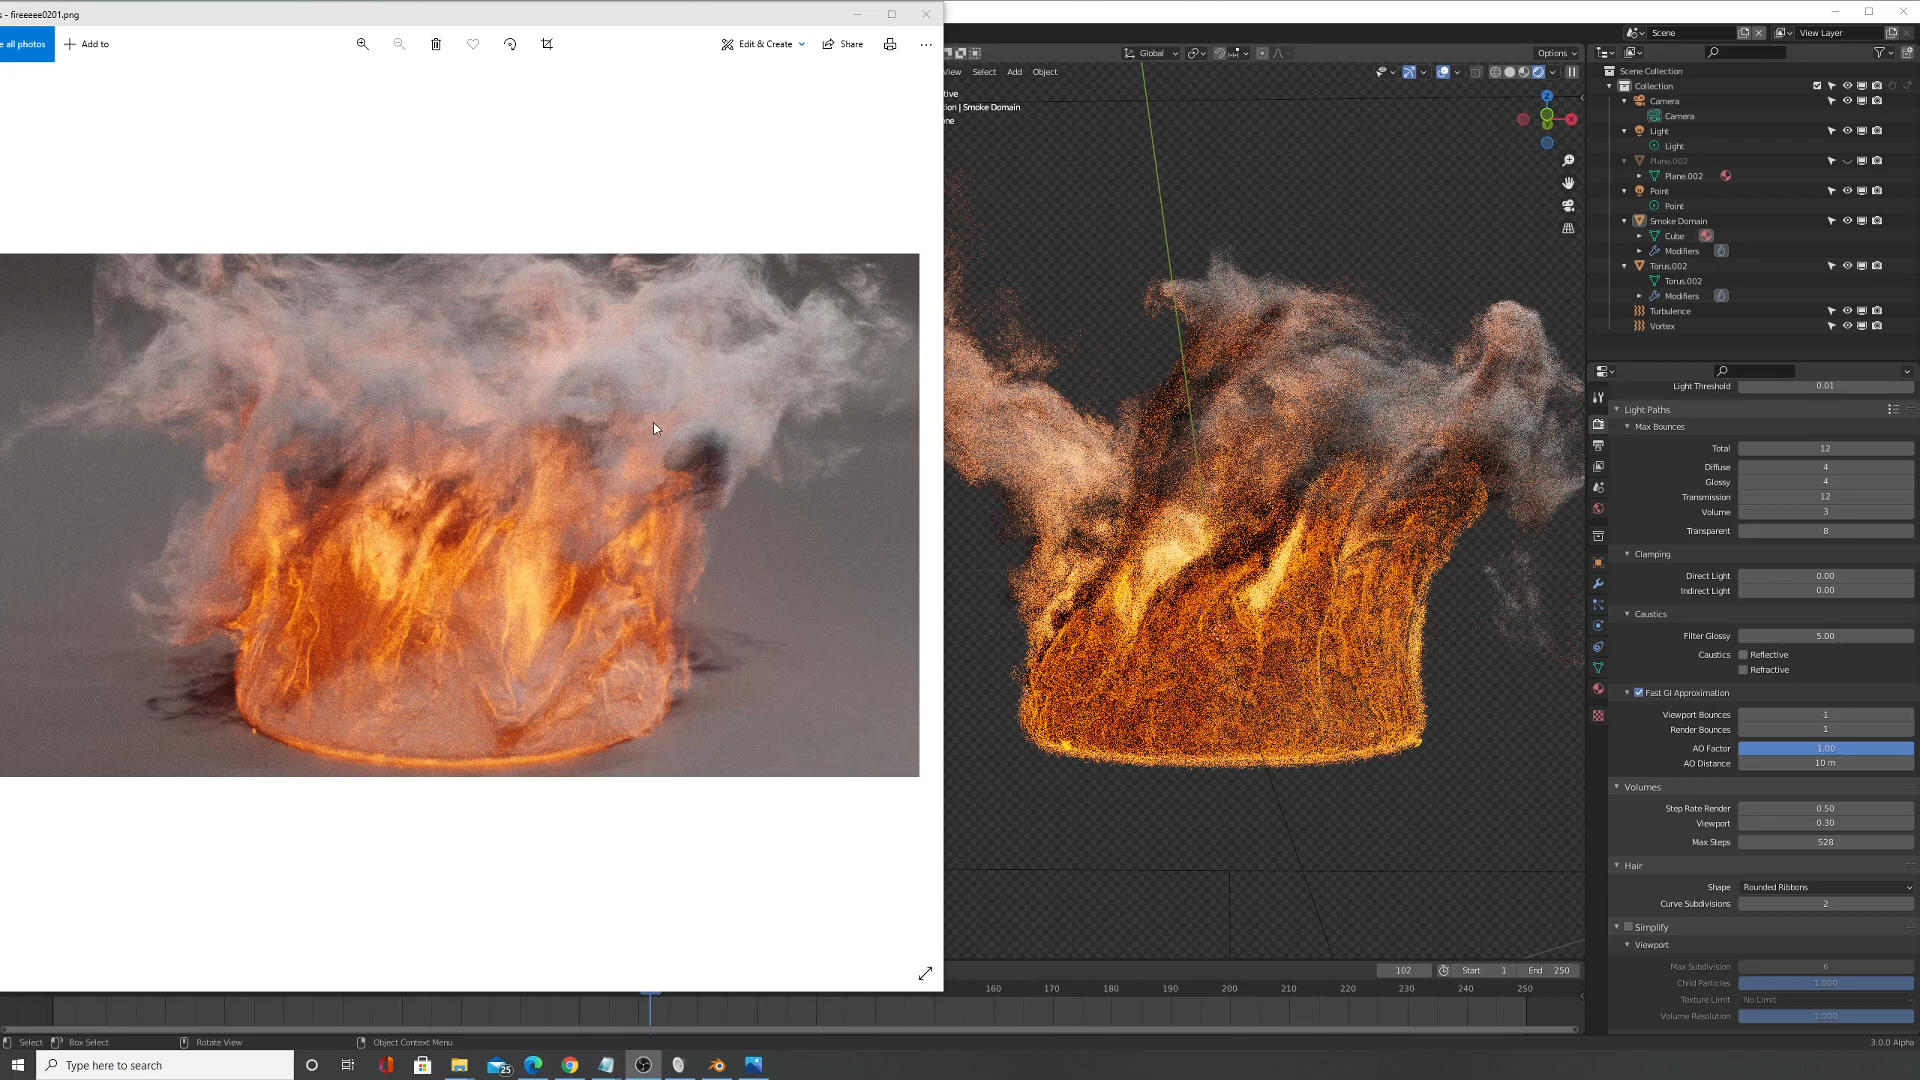 s - fireeeee0201.png
e all photos
Add to
Edit & Create
Share
Scene
View Layer
Global
Options
View
Select
Add
Object
tive
on | Smoke Domain
one
Z
Y
X
Scene Collection
Collection
Camera
Camera
Light
Light
Plane.002
Plane.002
Point
Point
Smoke Domain
Cube
Modifiers
Torus.002
Torus.002
Modifiers
Turbulence
Vortex
Light Threshold 0.01
Light Paths
Max Bounces
Total 12
Diffuse 4
Glossy 4
Transmission 12
Volume 3
Transparent 8
Clamping
Direct Light 0.00
Indirect Light 0.00
Caustics
Filter Glossy 5.00
Caustics Reflective
Refractive
Fast GI Approximation
Viewport Bounces 1
Render Bounces 1
AO Factor 1.00
AO Distance 10 m
Volumes
Step Rate Render 0.50
Viewport 0.30
Max Steps 528
Hair
Shape Rounded Ribbons
Curve Subdivisions 2
Simplify
Viewport
Max Subdivision 6
Child Particles 1.000
Texture Limit No Limit
Volume Resolution 1.000
102 Start 1 End 250
160 170 180 190 200 210 220 230 240 250
Select Box Select Rotate View Object Context Menu 3.0.0 Alpha
Type here to search
25